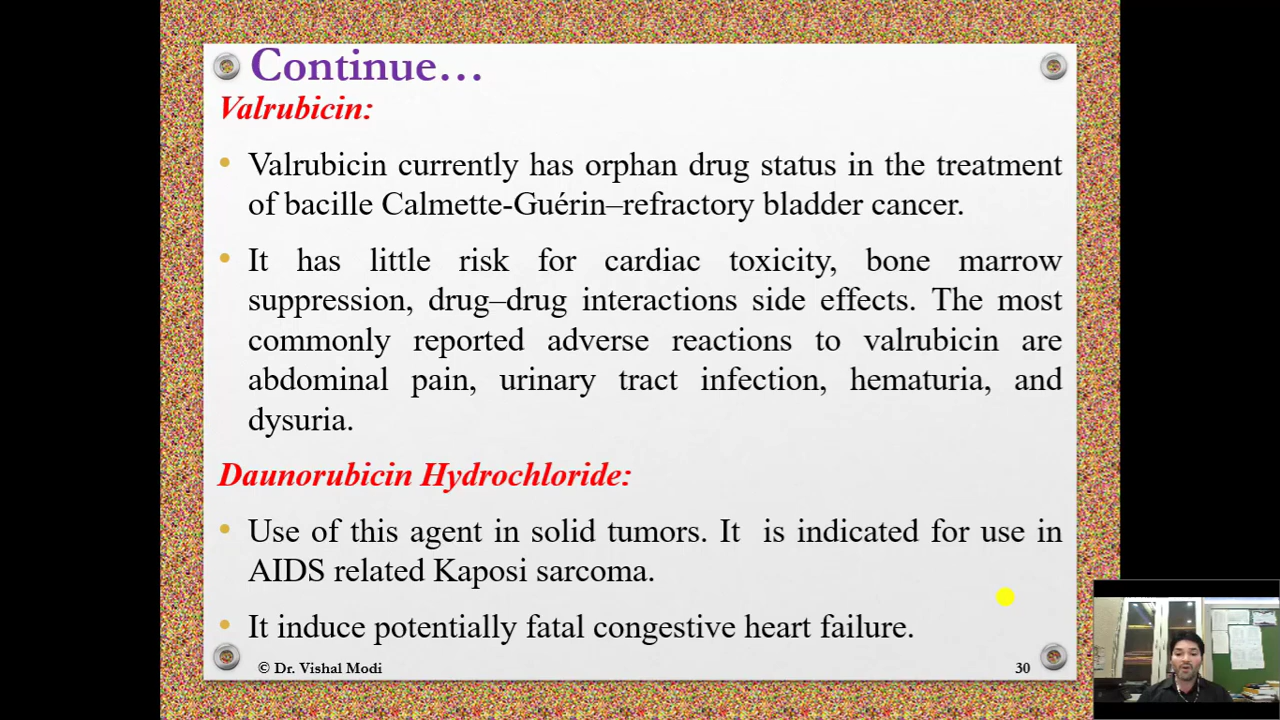 Continue…
Valrubicin:
• Valrubicin currently has orphan drug status in the treatment
of bacille Calmette-Guérin–refractory bladder cancer.
• It has little risk for cardiac toxicity, bone marrow
suppression, drug–drug interactions side effects. The most
commonly reported adverse reactions to valrubicin are
abdominal pain, urinary tract infection, hematuria, and
dysuria.
Daunorubicin Hydrochloride:
• Use of this agent in solid tumors. It is indicated for use in
AIDS related Kaposi sarcoma.
• It induce potentially fatal congestive heart failure.
© Dr. Vishal Modi
30